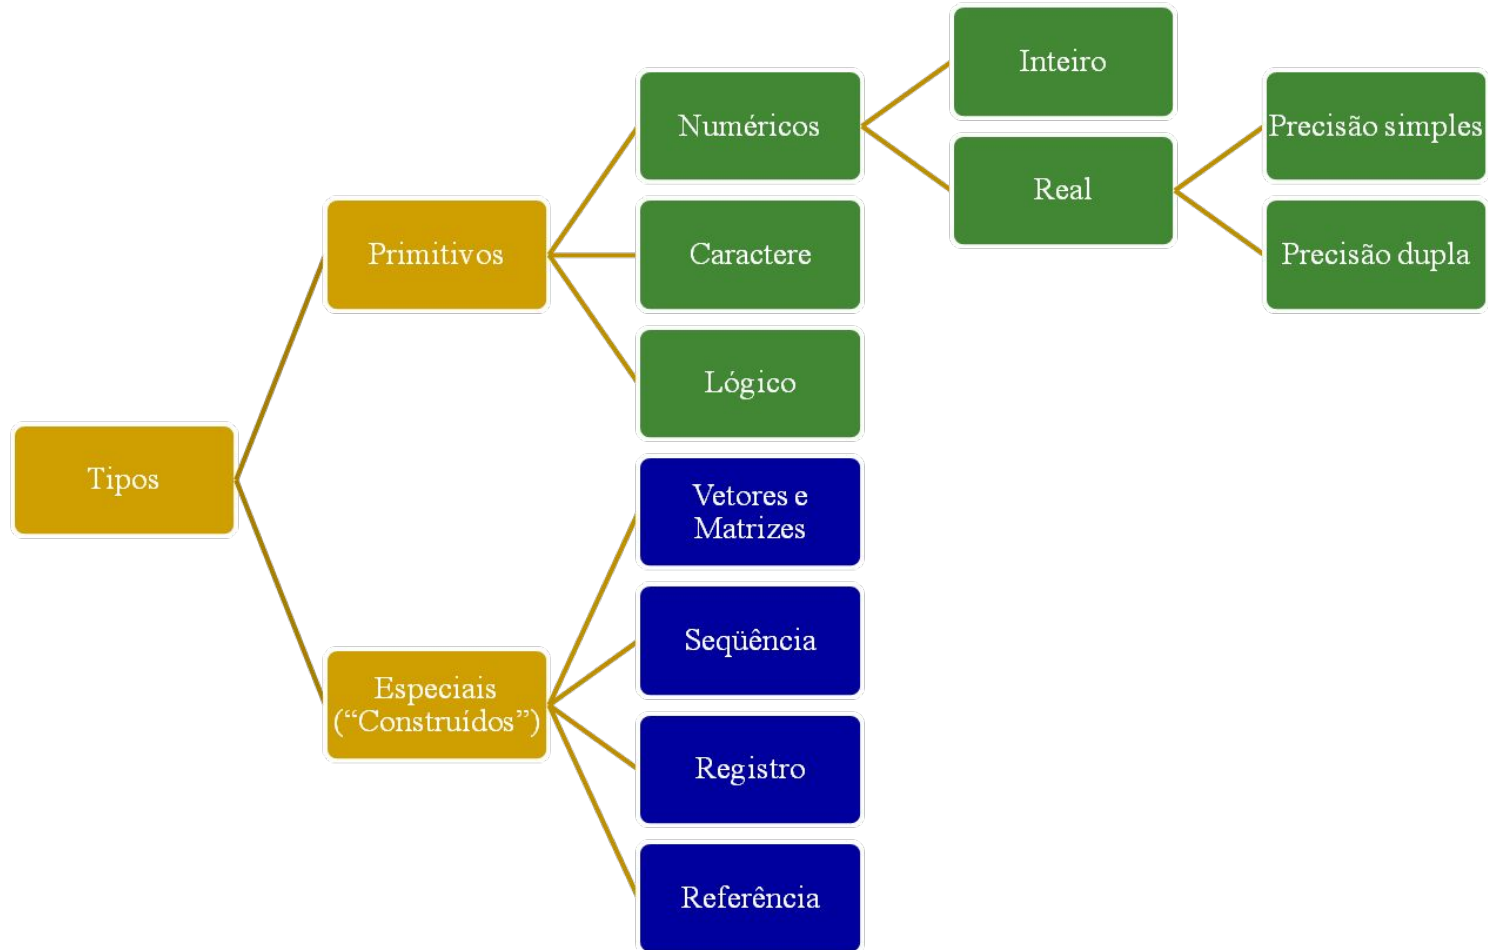 Inteiro
Numéricos
Precisão simples
Real
Primitivos
Caractere
Precisão dupla
Lógico
Tipos
Vetores e
Matrizes
Seqüência
Especiais
(“Construídos”)
Registro
Referência